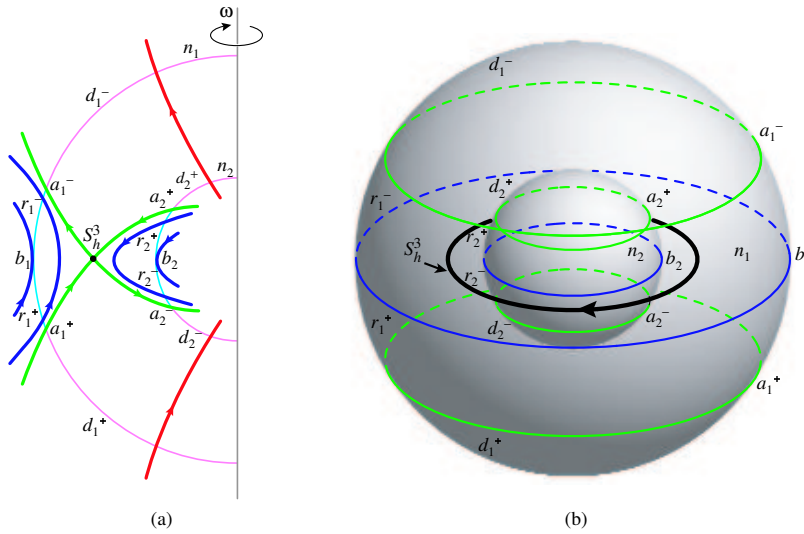 ω
n₁
d₁⁻
n₂
d₂⁺
a₁⁻
a₂⁺
r₁⁻
S³ₕ
r₂⁺
b₁
b₂
r₂⁻
r₁⁺
a₂⁻
a₁⁺
d₂⁻
d₁⁺
(a)
d₁⁻
a₁⁻
d₂⁺
a₂⁺
r₁⁻
r₂⁺
S³ₕ
n₂
b₂
n₁
b
r₂⁻
r₁⁺
d₂⁻
a₂⁻
a₁⁺
d₁⁺
(b)